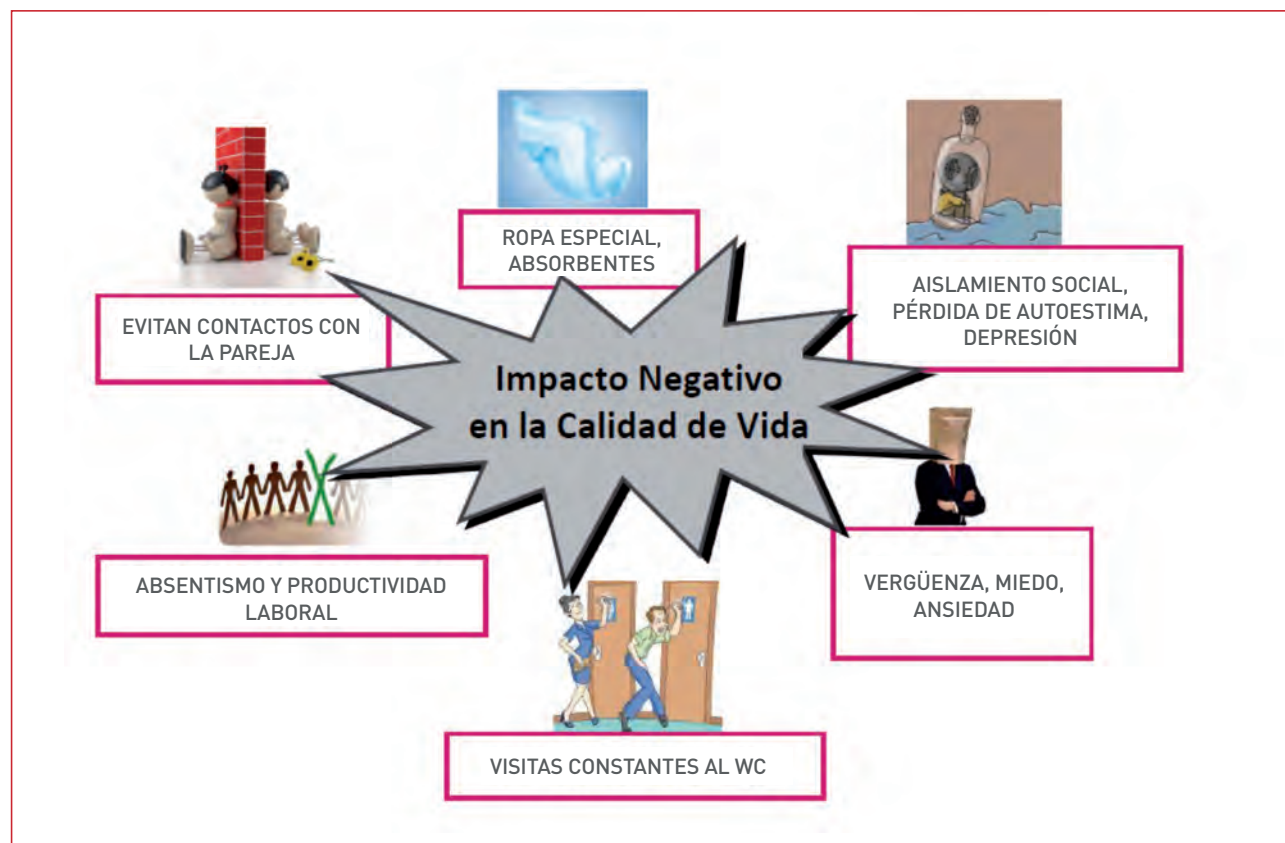 ROPA ESPECIAL,
ABSORBENTES
AISLAMIENTO SOCIAL,
PÉRDIDA DE AUTOESTIMA,
DEPRESIÓN
EVITAN CONTACTOS CON
LA PAREJA
Impacto Negativo
en la Calidad de Vida
ABSENTISMO Y PRODUCTIVIDAD
LABORAL
VERGÜENZA, MIEDO,
ANSIEDAD
VISITAS CONSTANTES AL WC